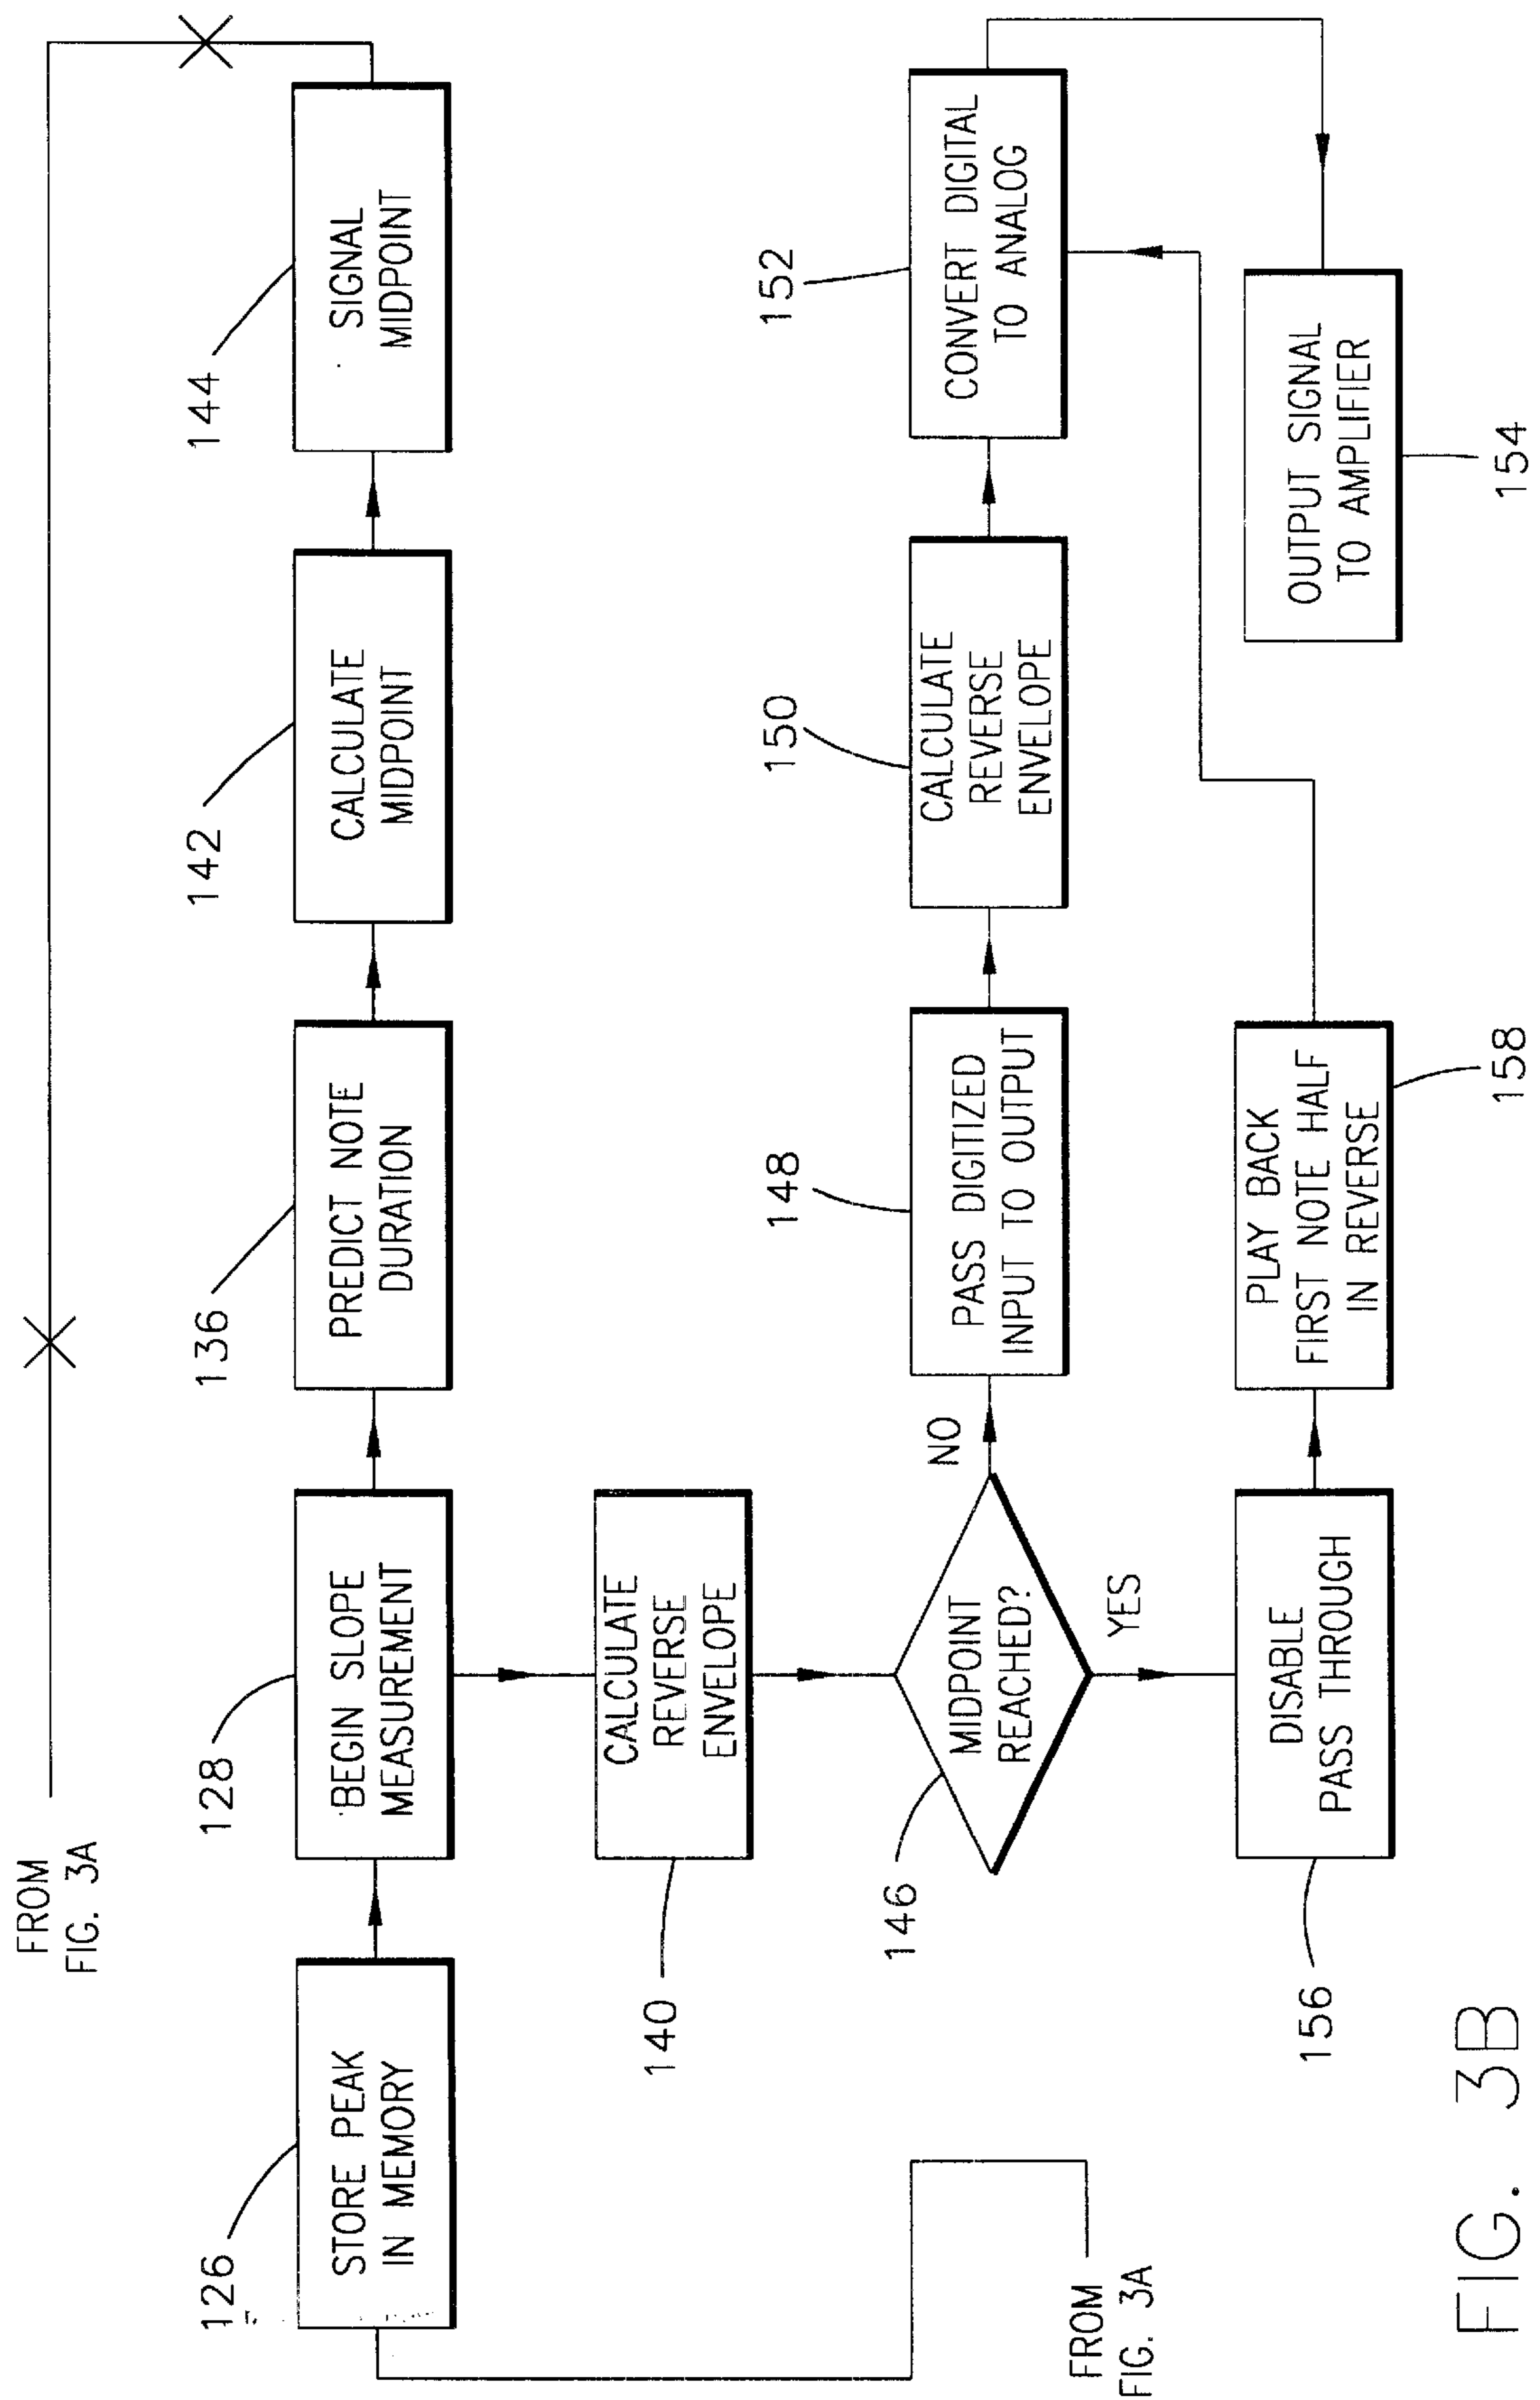 FROM
FIG. 3A
126
STORE PEAK
IN MEMORY
128
BEGIN SLOPE
MEASUREMENT
136
PREDICT NOTE
DURATION
142
CALCULATE
MIDPOINT
144
SIGNAL
MIDPOINT
140
CALCULATE
REVERSE
ENVELOPE
146
MIDPOINT
REACHED?
NO
YES
148
PASS DIGITIZED
INPUT TO OUTPUT
150
CALCULATE
REVERSE
ENVELOPE
152
CONVERT DIGITAL
TO ANALOG
FROM
FIG. 3A
156
DISABLE
PASS THROUGH
PLAY BACK
FIRST NOTE HALF
IN REVERSE
158
OUTPUT SIGNAL
TO AMPLIFIER
154
FIG. 3B